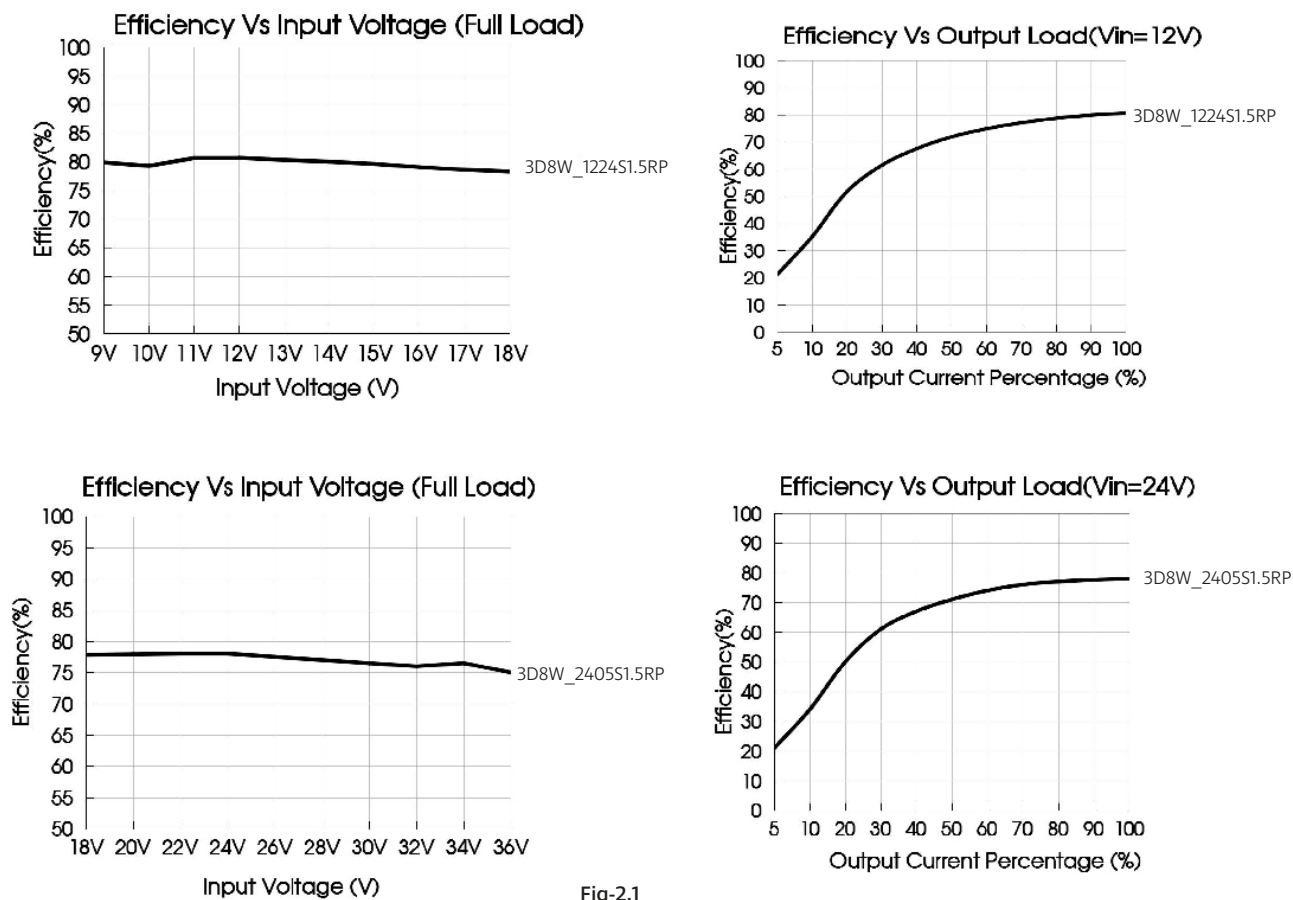 Efficiency Vs Input Voltage (Full Load)
100
95
90
85
80
75
70
65
60
55
50
Efficiency(%)
9V 10V 11V 12V 13V 14V 15V 16V 17V 18V
Input Voltage (V)
3D8W_1224S1.5RP
Efficiency Vs Output Load(Vin=12V)
100
90
80
70
60
50
40
30
20
10
0
Efficiency(%)
5 10 20 30 40 50 60 70 80 90 100
Output Current Percentage (%)
3D8W_1224S1.5RP
Efficiency Vs Input Voltage (Full Load)
100
95
90
85
80
75
70
65
60
55
50
Efficiency(%)
18V 20V 22V 24V 26V 28V 30V 32V 34V 36V
Input Voltage (V)
3D8W_2405S1.5RP
Efficiency Vs Output Load(Vin=24V)
100
90
80
70
60
50
40
30
20
10
0
Efficiency(%)
5 10 20 30 40 50 60 70 80 90 100
Output Current Percentage (%)
3D8W_2405S1.5RP
Fig-2.1